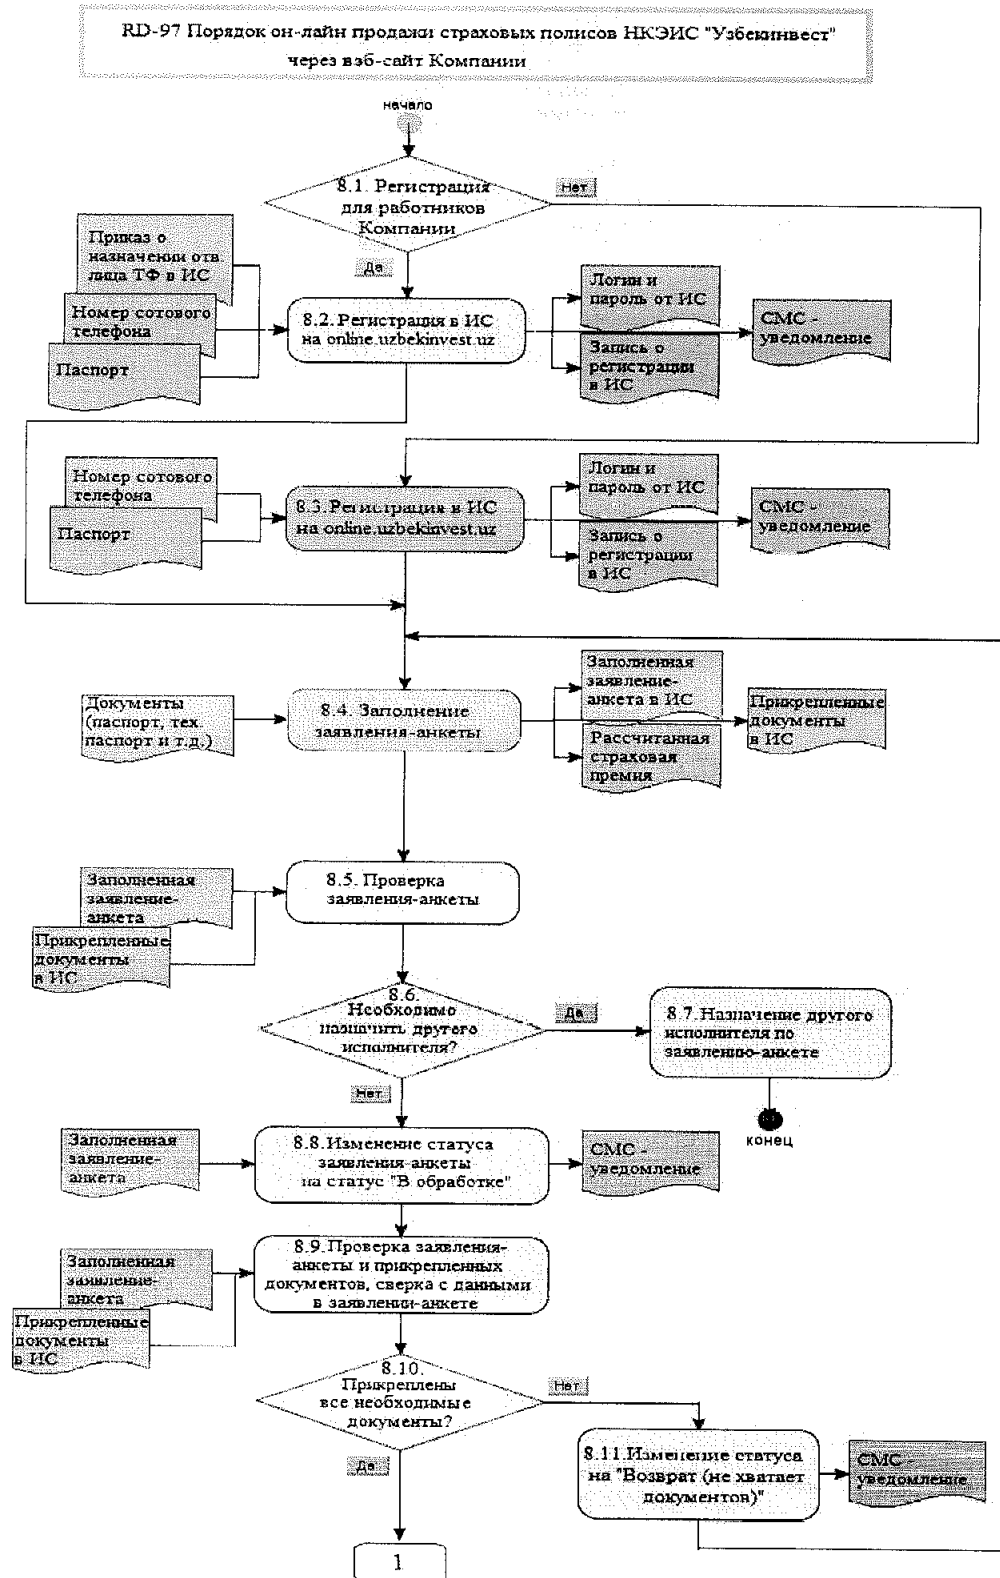 RD-97 Порядок он-лайн продажи страховых полисов НКЭИС "Узбекинвест"
через вэб-сайт Компании
начало
8.1. Регистрация
для работников
Компании
Нет
Да
Приказ о
назначении отв.
лица ТФ в ИС
Номер сотового
телефона
Паспорт
8.2. Регистрация в ИС
на online.uzbekinvest.uz
Логин и
пароль от ИС
Запись о
регистрации
в ИС
СМС -
уведомление
Номер сотового
телефона
Паспорт
8.3. Регистрация в ИС
на online.uzbekinvest.uz
Логин и
пароль от ИС
Запись о
регистрации
в ИС
СМС -
уведомление
Документы
(паспорт, тех.
паспорт и т.д.)
8.4. Заполнение
заявления-анкеты
Заполненная
заявление-
анкета в ИС
Рассчитанная
страховая
премия
Прикрепленные
документы
в ИС
Заполненная
заявление-
анкета
Прикрепленные
документы
в ИС
8.5. Проверка
заявления-анкеты
8.6.
Необходимо
назначить другого
исполнителя?
Да
Нет
8.7. Назначение другого
исполнителя по
заявлению-анкете
конец
Заполненная
заявление-
анкета
8.8.Изменение статуса
заявления-анкеты
на статус "В обработке"
СМС -
уведомление
Заполненная
заявление-
анкета
Прикрепленные
документы
в ИС
8.9. Проверка заявления-
анкеты и прикрепленных
документов, сверка с данными
в заявлении-анкете
8.10.
Прикреплены
все необходимые
документы?
Нет
Да
8.11.Изменение статуса
на "Возврат (не хватает
документов)"
СМС -
уведомление
1